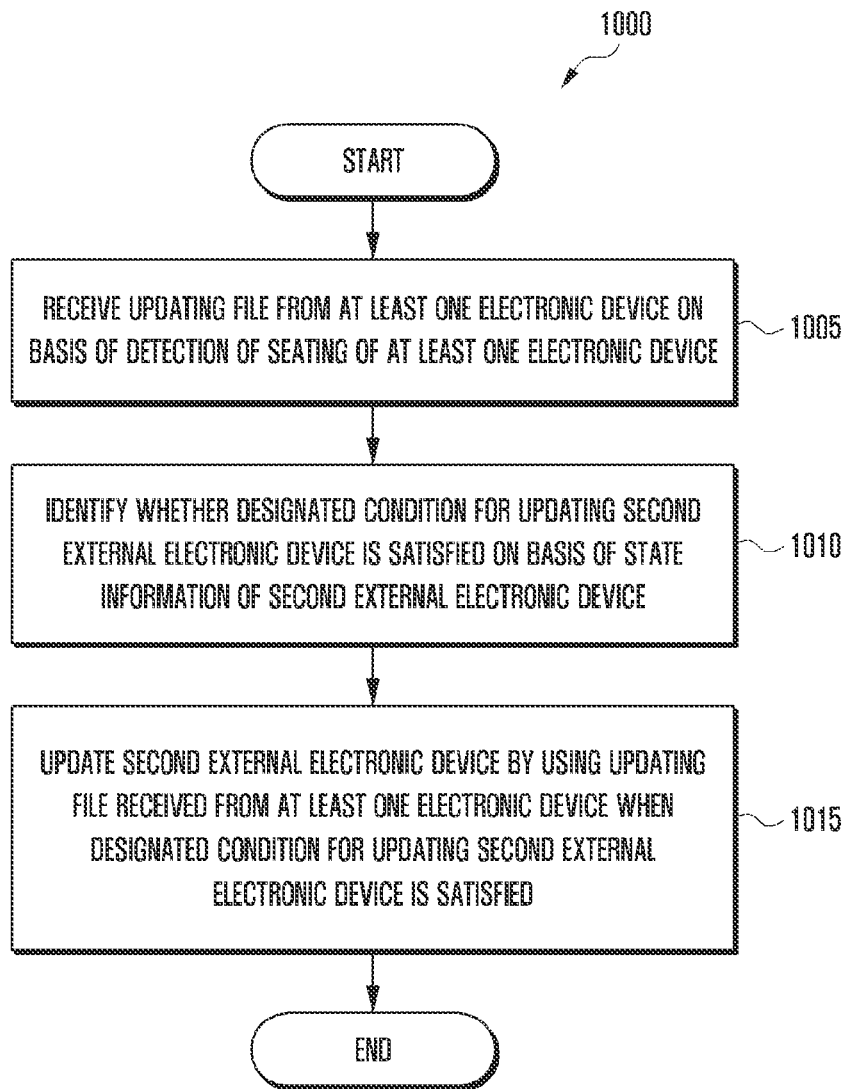 1000
START
RECEIVE UPDATING FILE FROM AT LEAST ONE ELECTRONIC DEVICE ON
BASIS OF DETECTION OF SEATING OF AT LEAST ONE ELECTRONIC DEVICE
1005
IDENTIFY WHETHER DESIGNATED CONDITION FOR UPDATING SECOND
EXTERNAL ELECTRONIC DEVICE IS SATISFIED ON BASIS OF STATE
INFORMATION OF SECOND EXTERNAL ELECTRONIC DEVICE
1010
UPDATE SECOND EXTERNAL ELECTRONIC DEVICE BY USING UPDATING
FILE RECEIVED FROM AT LEAST ONE ELECTRONIC DEVICE WHEN
DESIGNATED CONDITION FOR UPDATING SECOND EXTERNAL
ELECTRONIC DEVICE IS SATISFIED
1015
END